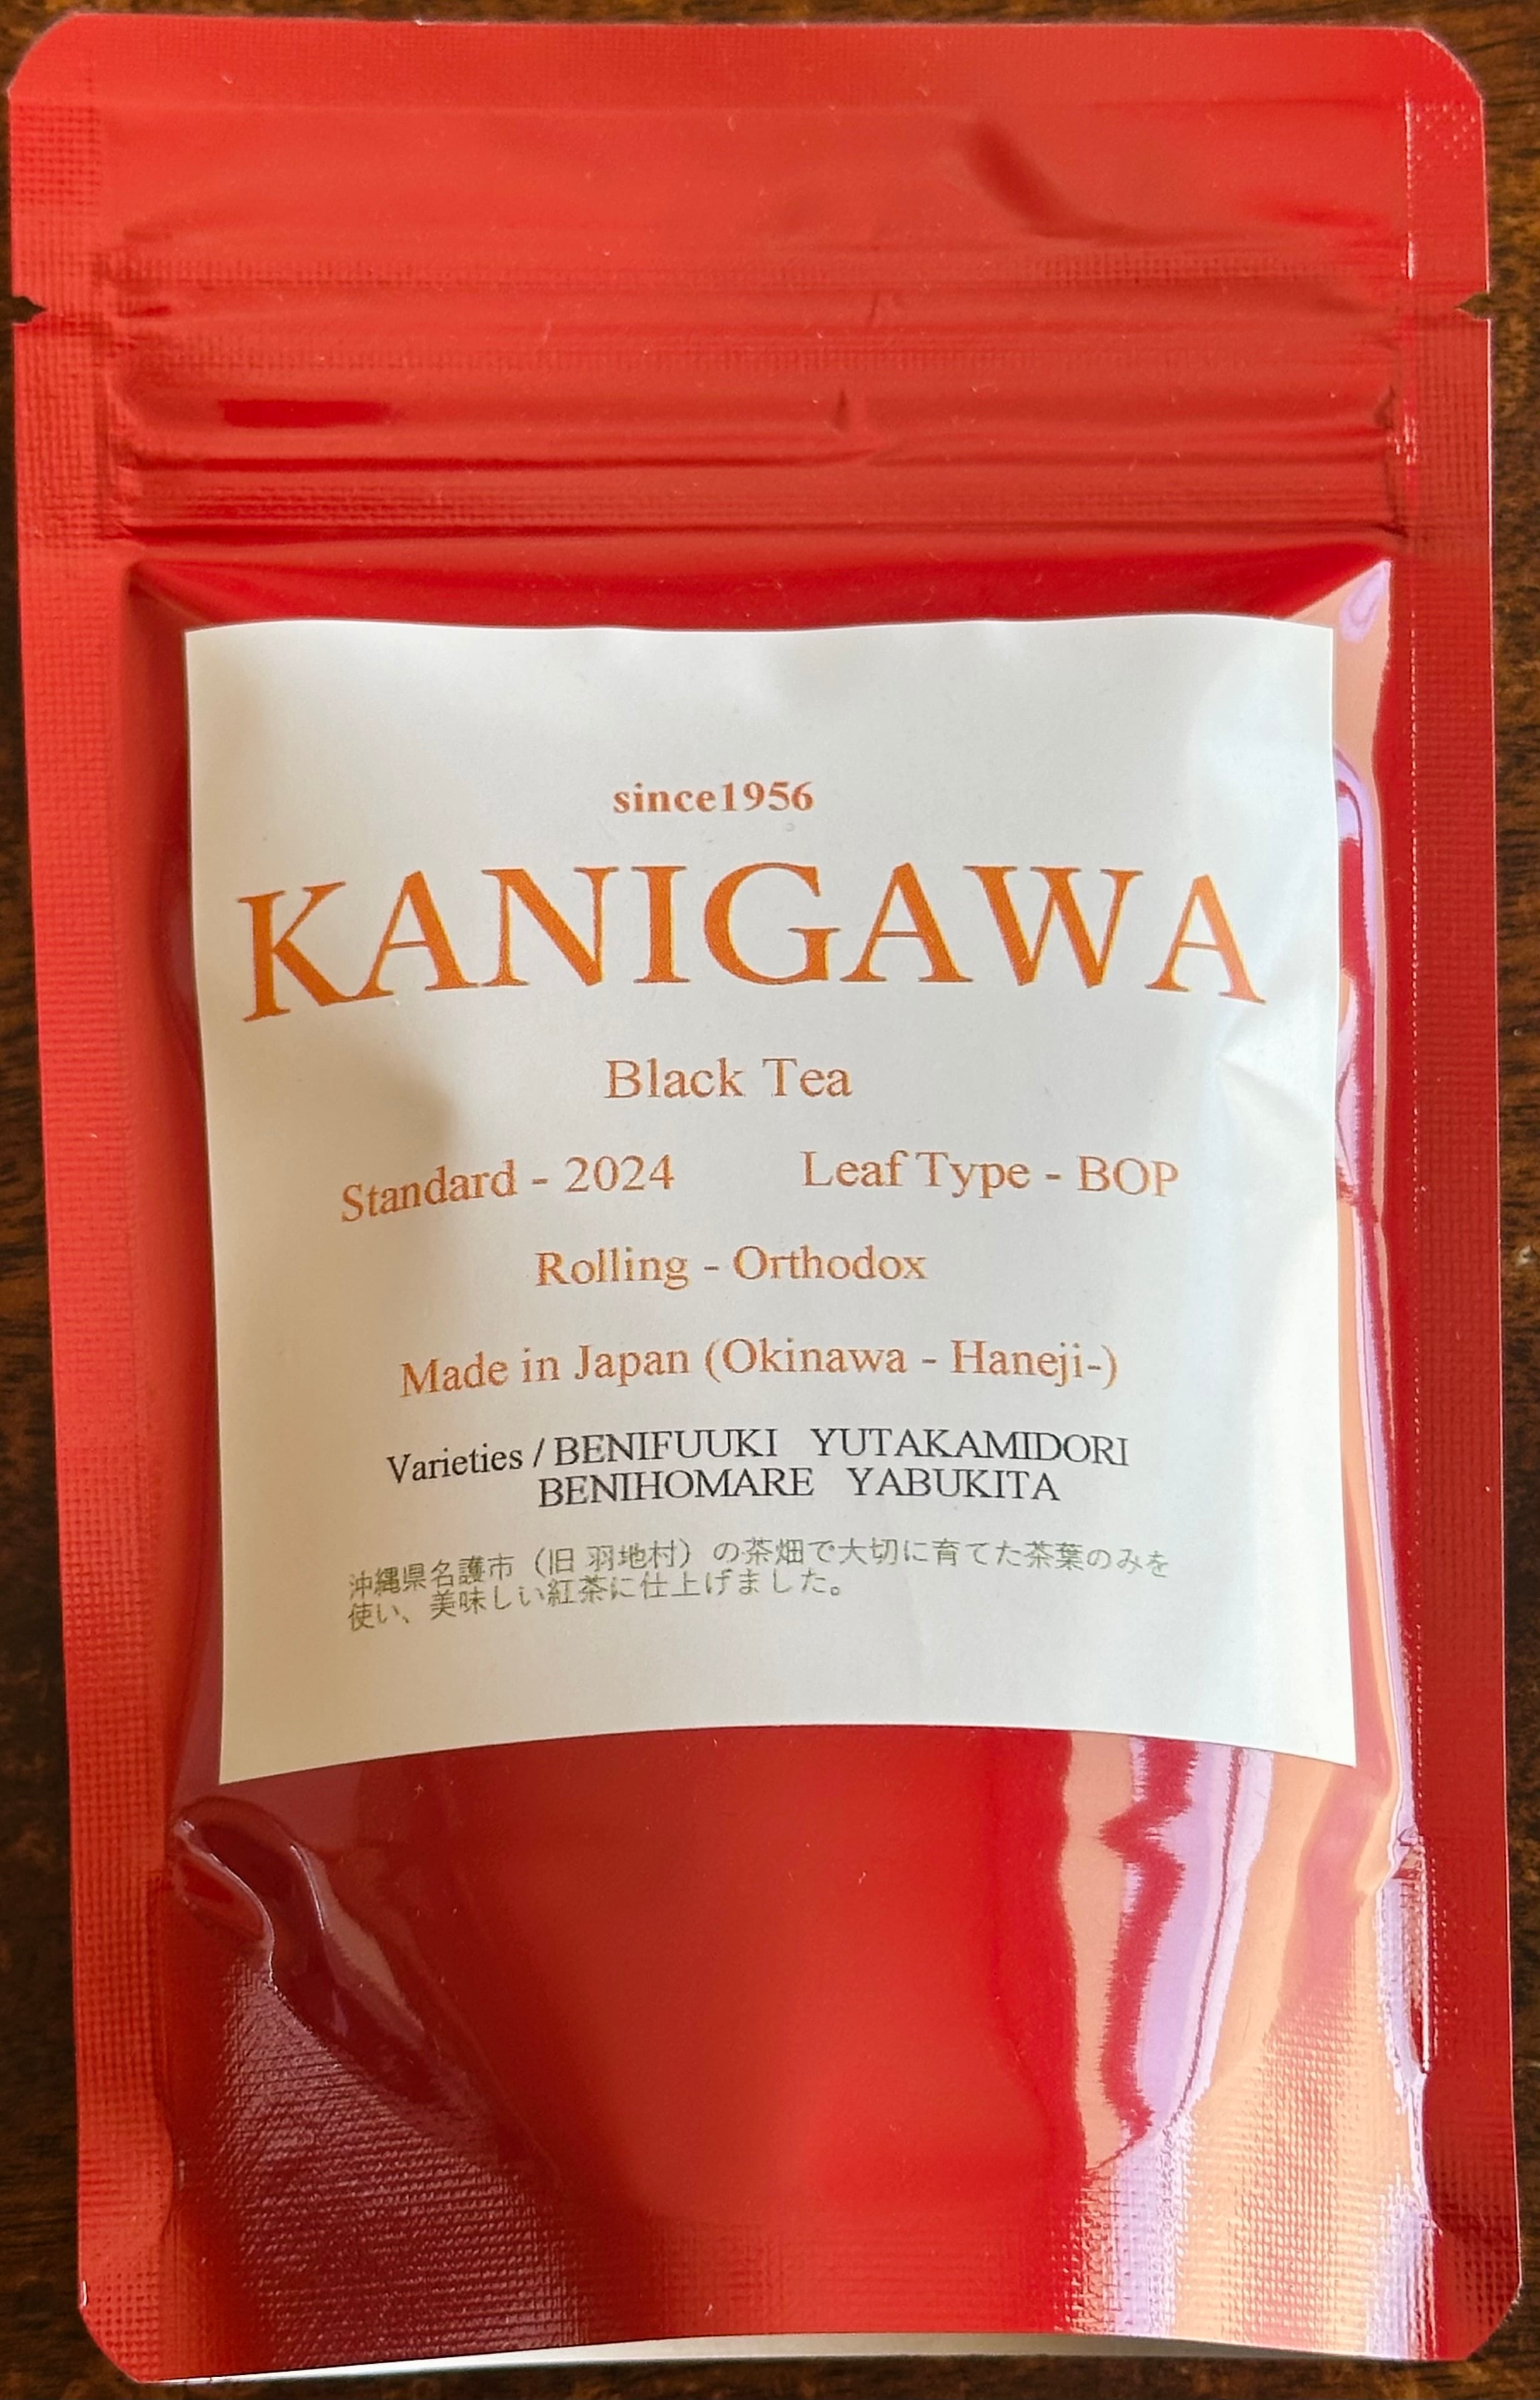 since1956
KANIGAWA
Black Tea
Standard - 2024 Leaf Type - BOP
Rolling - Orthodox
Made in Japan (Okinawa - Haneji-)
Varieties / BENIFUUKI YUTAKAMIDORI
BENIHOMARE YABUKITA
沖縄県名護市（旧 羽地村）の茶畑で大切に育てた茶葉のみを
使い、美味しい紅茶に仕上げました。